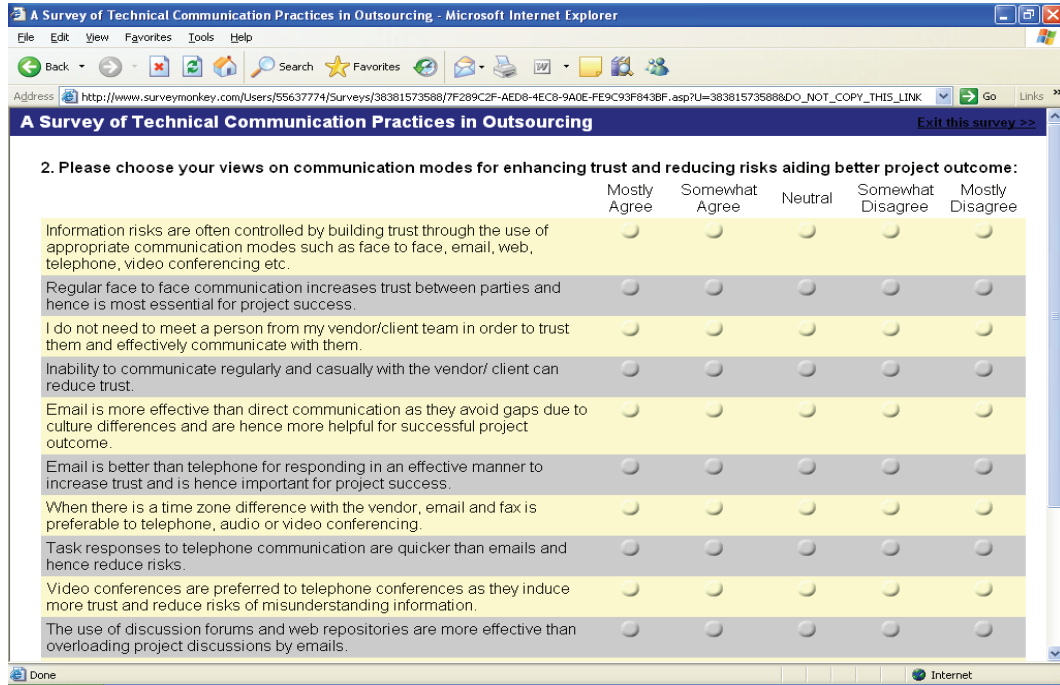 A Survey of Technical Communication Practices in Outsourcing - Microsoft Internet Explorer
File Edit View Favorites Tools Help
Back Search Favorites
Address http://www.surveymonkey.com/Users/55637774/Surveys/38381573588/7F289C2F-AED8-4EC8-9A0E-FE9C93F843BF.asp?U=38381573588&DO_NOT_COPY_THIS_LINK Go Links »
A Survey of Technical Communication Practices in Outsourcing Exit this survey >>
2. Please choose your views on communication modes for enhancing trust and reducing risks aiding better project outcome:
Mostly Somewhat Neutral Somewhat Mostly
Agree Agree Disagree Disagree
Information risks are often controlled by building trust through the use of
appropriate communication modes such as face to face, email, web,
telephone, video conferencing etc.
Regular face to face communication increases trust between parties and
hence is most essential for project success.
I do not need to meet a person from my vendor/client team in order to trust
them and effectively communicate with them.
Inability to communicate regularly and casually with the vendor/ client can
reduce trust.
Email is more effective than direct communication as they avoid gaps due to
culture differences and are hence more helpful for successful project
outcome.
Email is better than telephone for responding in an effective manner to
increase trust and is hence important for project success.
When there is a time zone difference with the vendor, email and fax is
preferable to telephone, audio or video conferencing.
Task responses to telephone communication are quicker than emails and
hence reduce risks.
Video conferences are preferred to telephone conferences as they induce
more trust and reduce risks of misunderstanding information.
The use of discussion forums and web repositories are more effective than
overloading project discussions by emails.
Done Internet